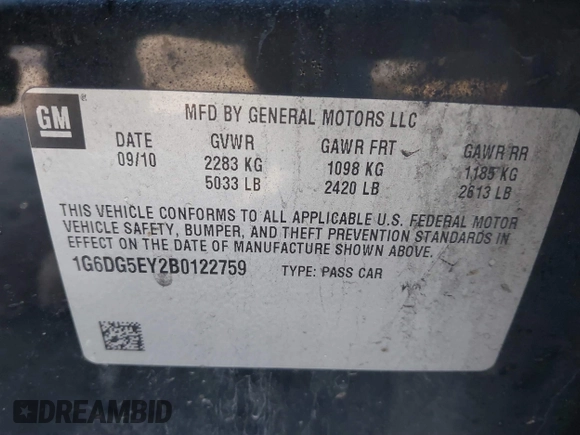 GM ®
MFD BY GENERAL MOTORS LLC
DATE GVWR GAWR FRT GAWR RR
09/10 2283 KG 1098 KG 1185 KG
5033 LB 2420 LB 2613 LB
THIS VEHICLE CONFORMS TO ALL APPLICABLE U.S. FEDERAL MOTOR
VEHICLE SAFETY, BUMPER, AND THEFT PREVENTION STANDARDS IN
EFFECT ON THE DATE OF MANUFACTURE SHOWN ABOVE.
1G6DG5EY2B0122759 TYPE: PASS CAR
DREAMBID